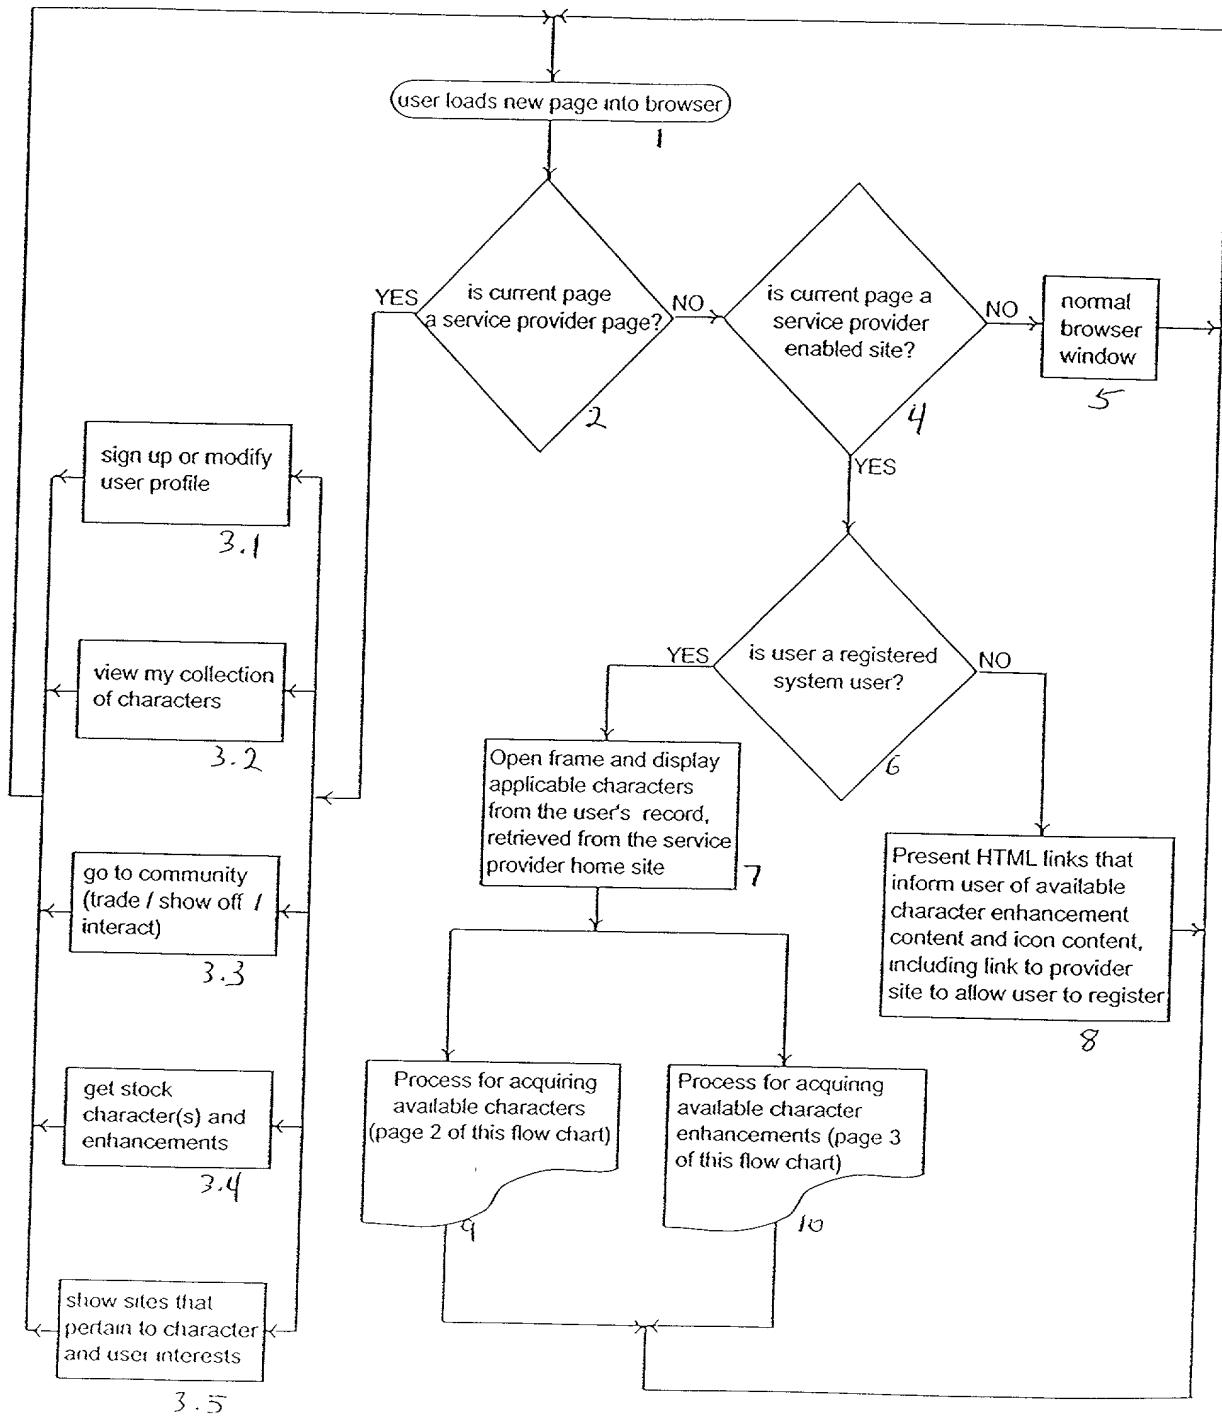 user loads new page into browser
1
is current page
a service provider page?
YES
NO
2
is current page a
service provider
enabled site?
NO
YES
4
normal
browser
window
5
sign up or modify
user profile
3.1
view my collection
of characters
3.2
go to community
(trade / show off /
interact)
3.3
get stock
character(s) and
enhancements
3.4
show sites that
pertain to character
and user interests
3.5
is user a registered
system user?
YES
NO
6
Open frame and display
applicable characters
from the user's record,
retrieved from the service
provider home site
7
Present HTML links that
inform user of available
character enhancement
content and icon content,
including link to provider
site to allow user to register
8
Process for acquiring
available characters
(page 2 of this flow chart)
9
Process for acquiring
available character
enhancements (page 3
of this flow chart)
10